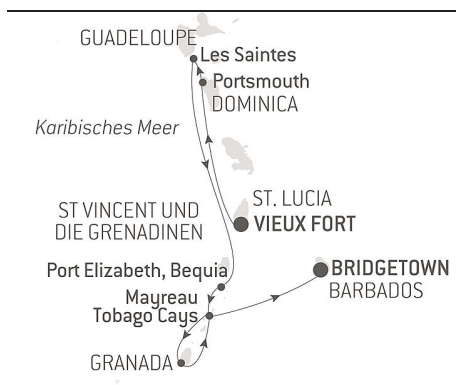 GUADELOUPE
Les Saintes
Portsmouth
DOMINICA
Karibisches Meer
ST. LUCIA
VIEUX FORT
ST VINCENT UND
DIE GRENADINEN
Port Elizabeth, Bequia
BRIDGETOWN
BARBADOS
Mayreau
Tobago Cays
GRANADA